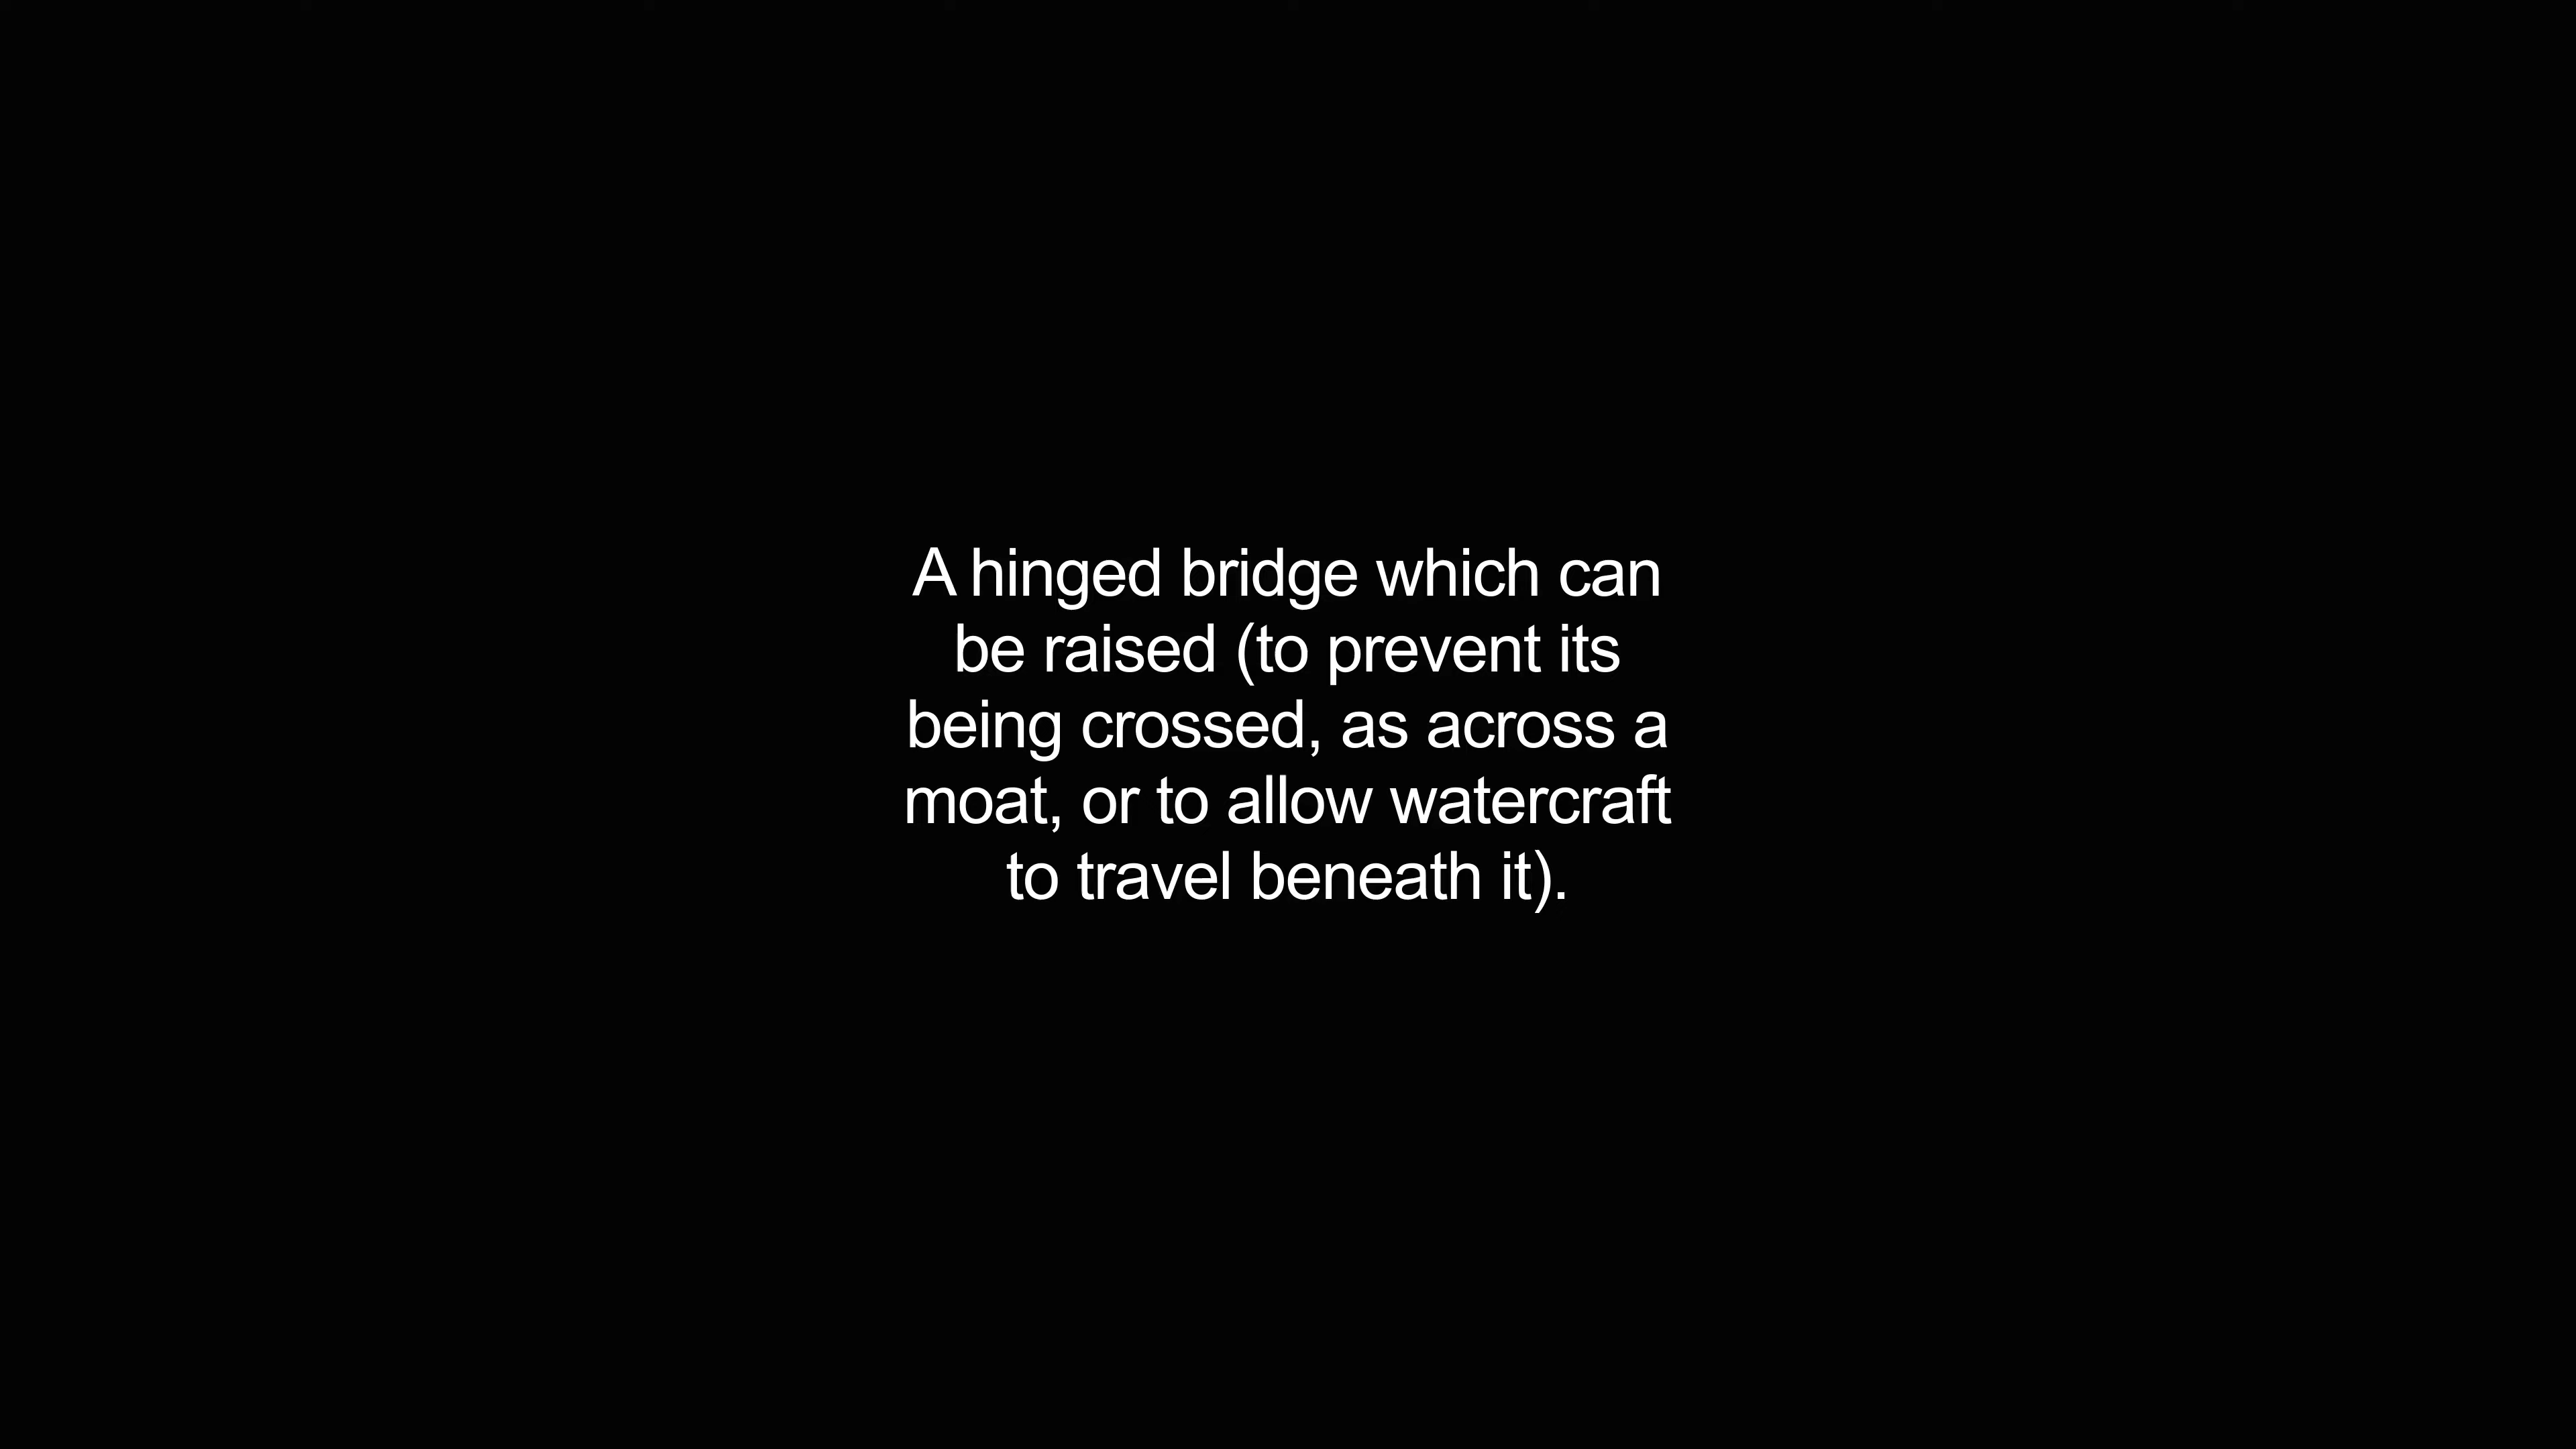 A hinged bridge which can
be raised (to prevent its
being crossed, as across a
moat, or to allow watercraft
to travel beneath it).